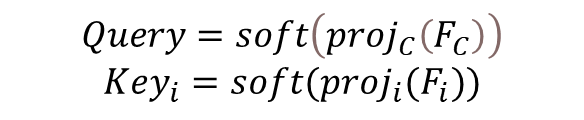 Query = soft(proj_C(F_C))
Key_i = soft(proj_i(F_i))